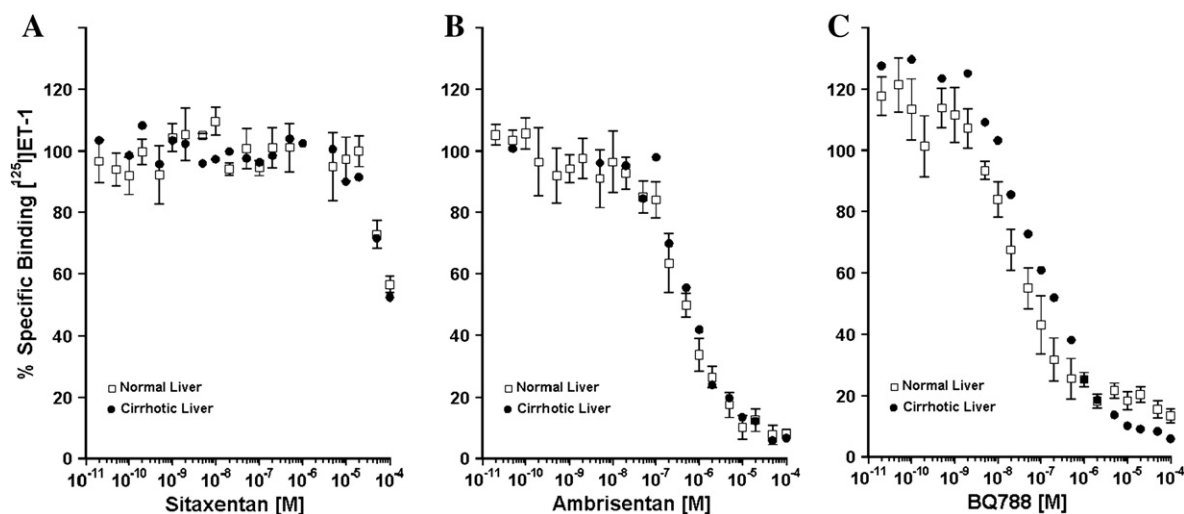 A
B
C
% Specific Binding [¹²⁵I]ET-1
120
100
80
60
40
20
0
Normal Liver
Cirrhotic Liver
10⁻¹¹ 10⁻¹⁰ 10⁻⁹ 10⁻⁸ 10⁻⁷ 10⁻⁶ 10⁻⁵ 10⁻⁴
Sitaxentan [M]
120
100
80
60
40
20
0
Normal Liver
Cirrhotic Liver
10⁻¹¹ 10⁻¹⁰ 10⁻⁹ 10⁻⁸ 10⁻⁷ 10⁻⁶ 10⁻⁵ 10⁻⁴
Ambrisentan [M]
120
100
80
60
40
20
0
Normal Liver
Cirrhotic Liver
10⁻¹¹ 10⁻¹⁰ 10⁻⁹ 10⁻⁸ 10⁻⁷ 10⁻⁶ 10⁻⁵ 10⁻⁴
BQ788 [M]